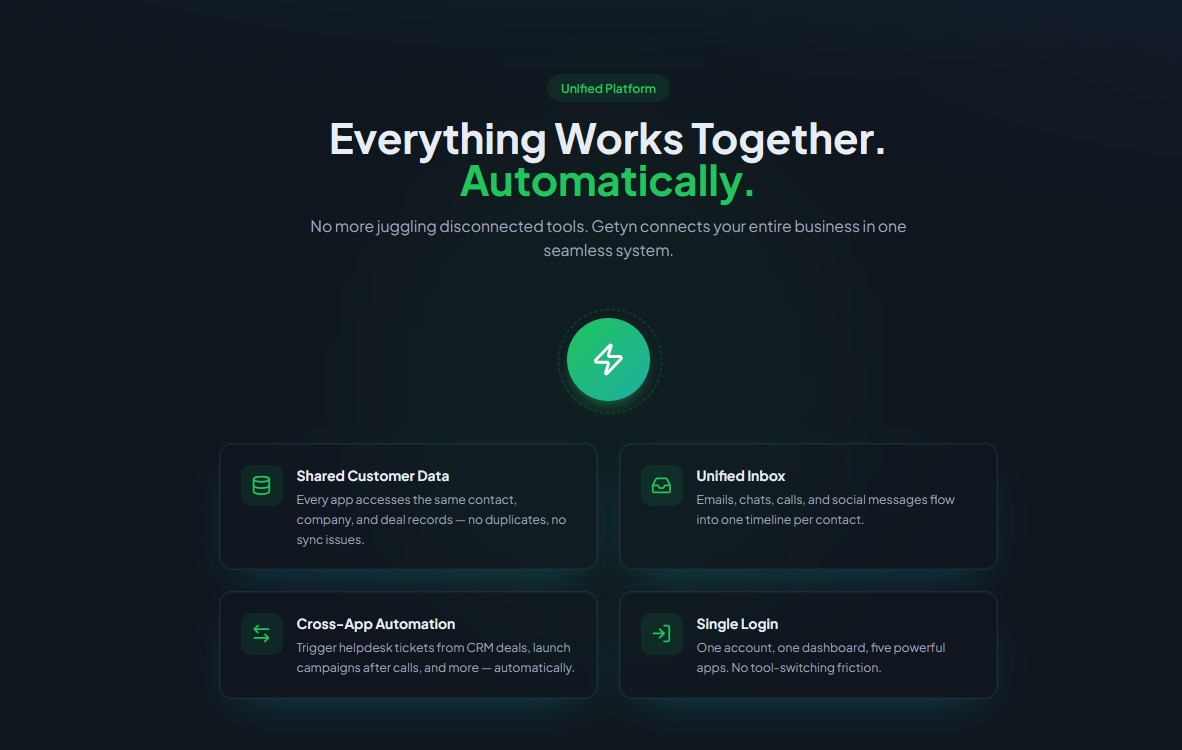 Unified Platform
Everything Works Together.
Automatically.
No more juggling disconnected tools. Getyn connects your entire business in one
seamless system.
Shared Customer Data
Every app accesses the same contact,
company, and deal records — no duplicates, no
sync issues.
Unified Inbox
Emails, chats, calls, and social messages flow
into one timeline per contact.
Cross-App Automation
Trigger helpdesk tickets from CRM deals, launch
campaigns after calls, and more — automatically.
Single Login
One account, one dashboard, five powerful
apps. No tool-switching friction.